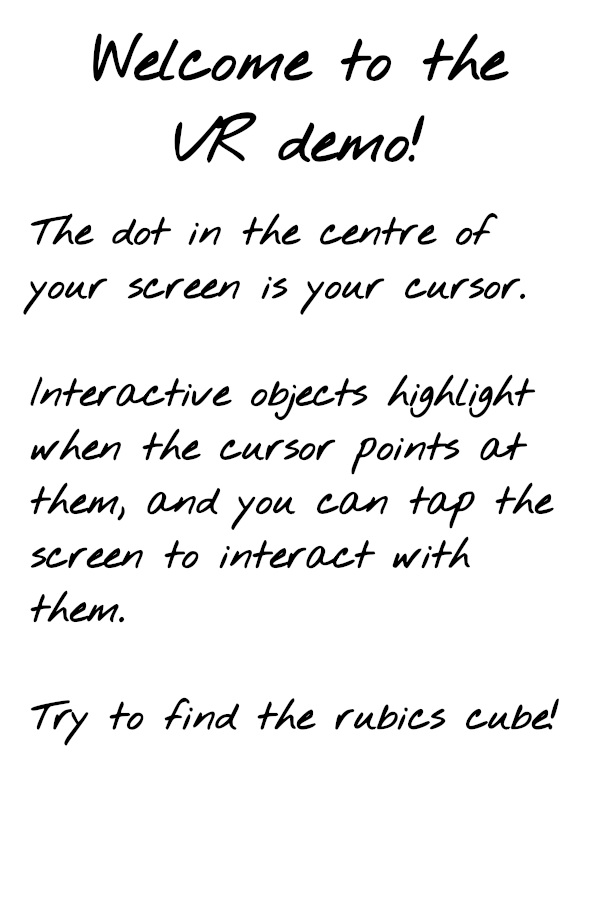 Welcome to the
VR demo!
The dot in the centre of
your screen is your cursor.
Interactive objects highlight
when the cursor points at
them, and you can tap the
screen to interact with
them.
Try to find the rubics cube!